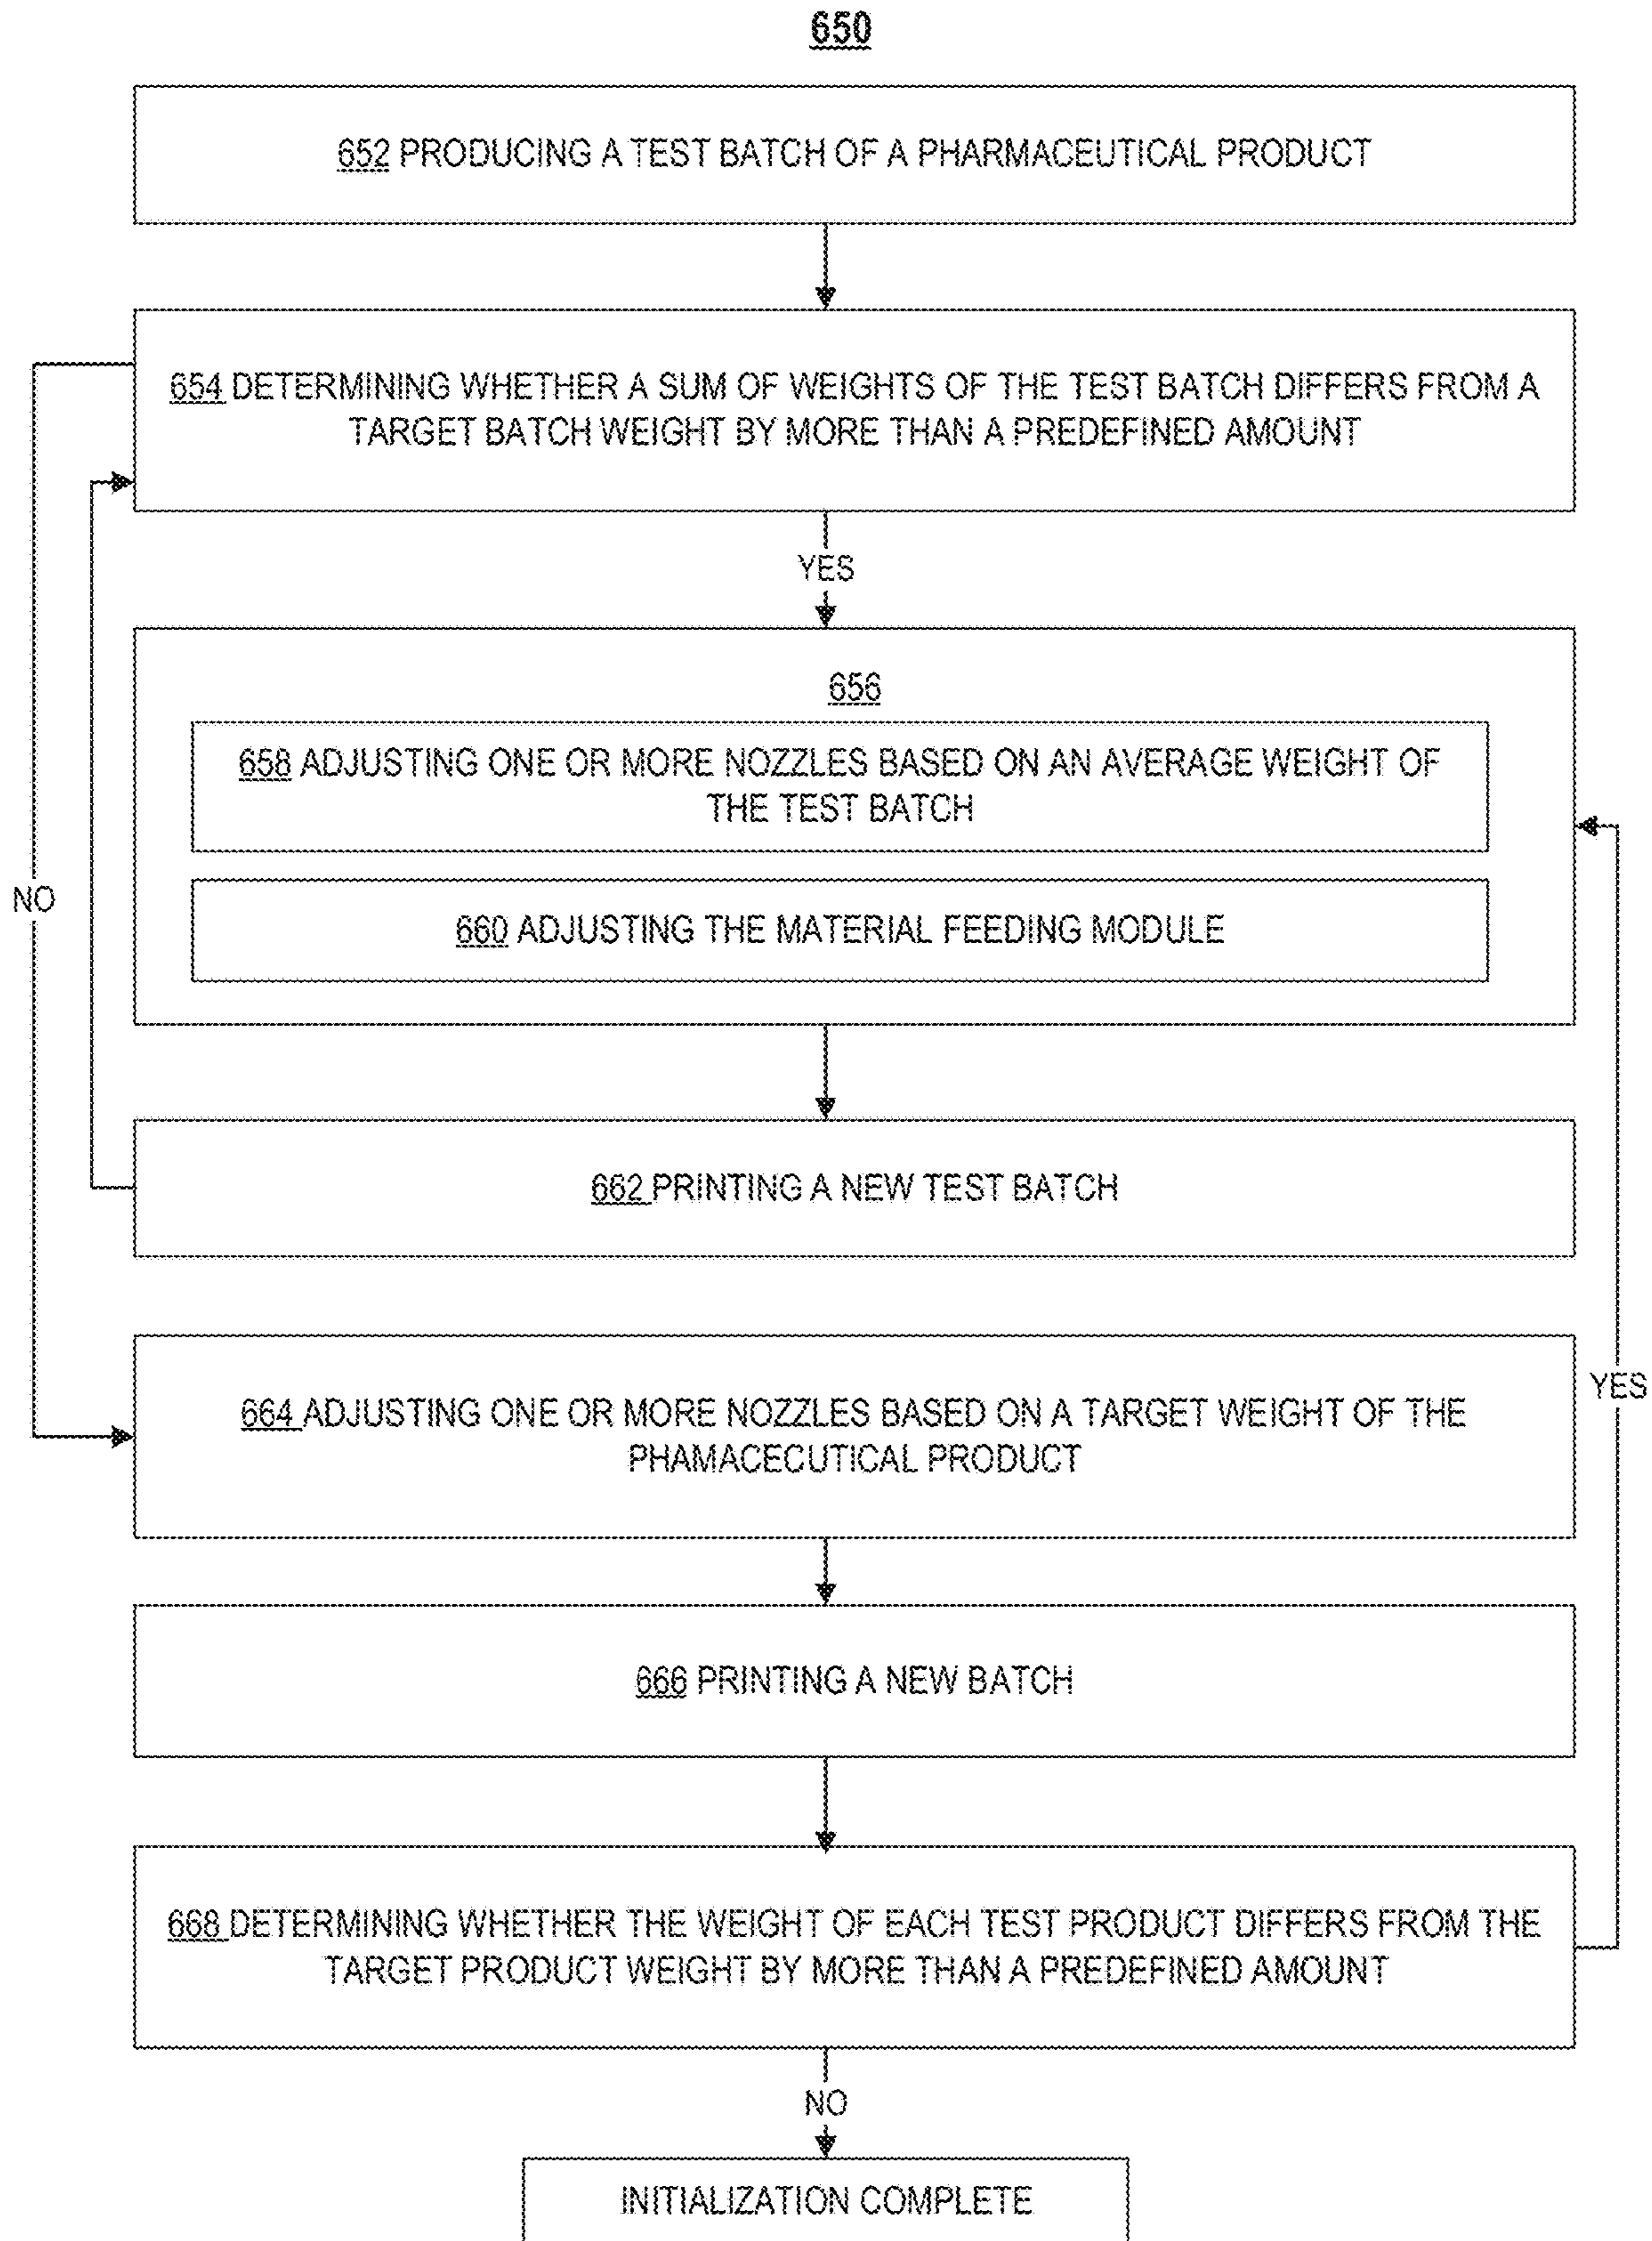 650
652 PRODUCING A TEST BATCH OF A PHARMACEUTICAL PRODUCT
654 DETERMINING WHETHER A SUM OF WEIGHTS OF THE TEST BATCH DIFFERS FROM A
TARGET BATCH WEIGHT BY MORE THAN A PREDEFINED AMOUNT
YES
656
658 ADJUSTING ONE OR MORE NOZZLES BASED ON AN AVERAGE WEIGHT OF
THE TEST BATCH
NO
660 ADJUSTING THE MATERIAL FEEDING MODULE
662 PRINTING A NEW TEST BATCH
YES
664 ADJUSTING ONE OR MORE NOZZLES BASED ON A TARGET WEIGHT OF THE
PHAMACECUTICAL PRODUCT
666 PRINTING A NEW BATCH
668 DETERMINING WHETHER THE WEIGHT OF EACH TEST PRODUCT DIFFERS FROM THE
TARGET PRODUCT WEIGHT BY MORE THAN A PREDEFINED AMOUNT
NO
INITIALIZATION COMPLETE